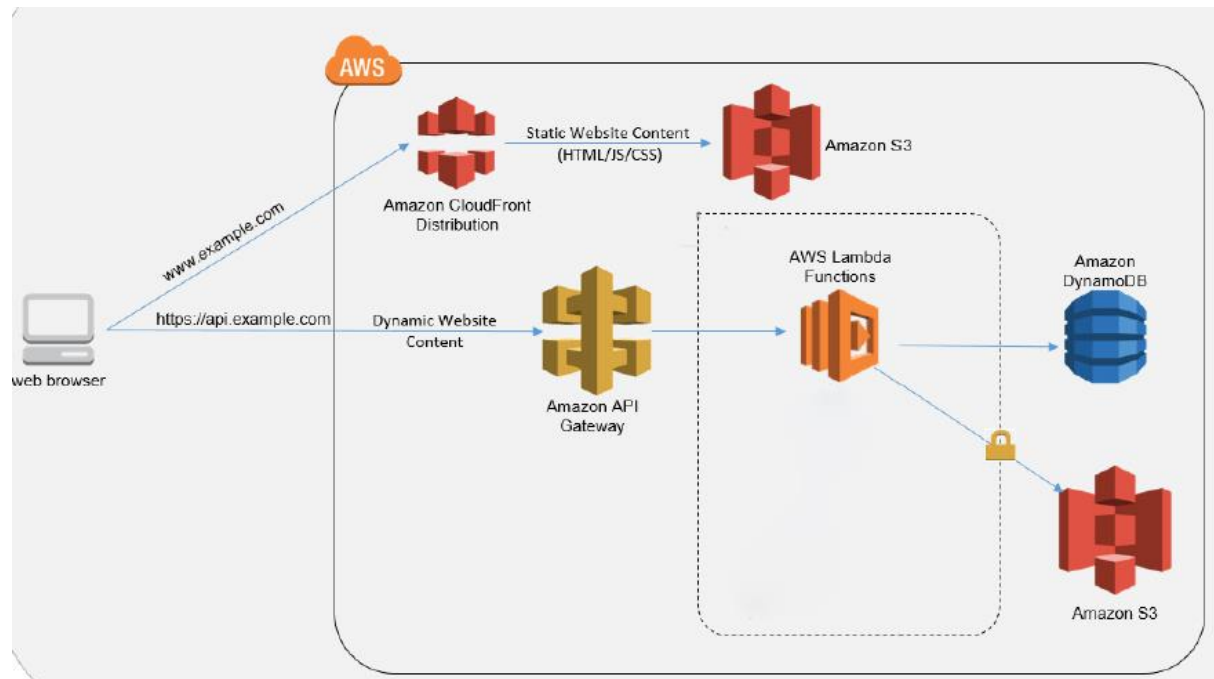 AWS
Static Website Content
(HTML/JS/CSS)
Amazon S3
Amazon CloudFront
Distribution
www.example.com
AWS Lambda
Functions
Amazon
DynamoDB
https://api.example.com
Dynamic Website
Content
web browser
Amazon API
Gateway
Amazon S3